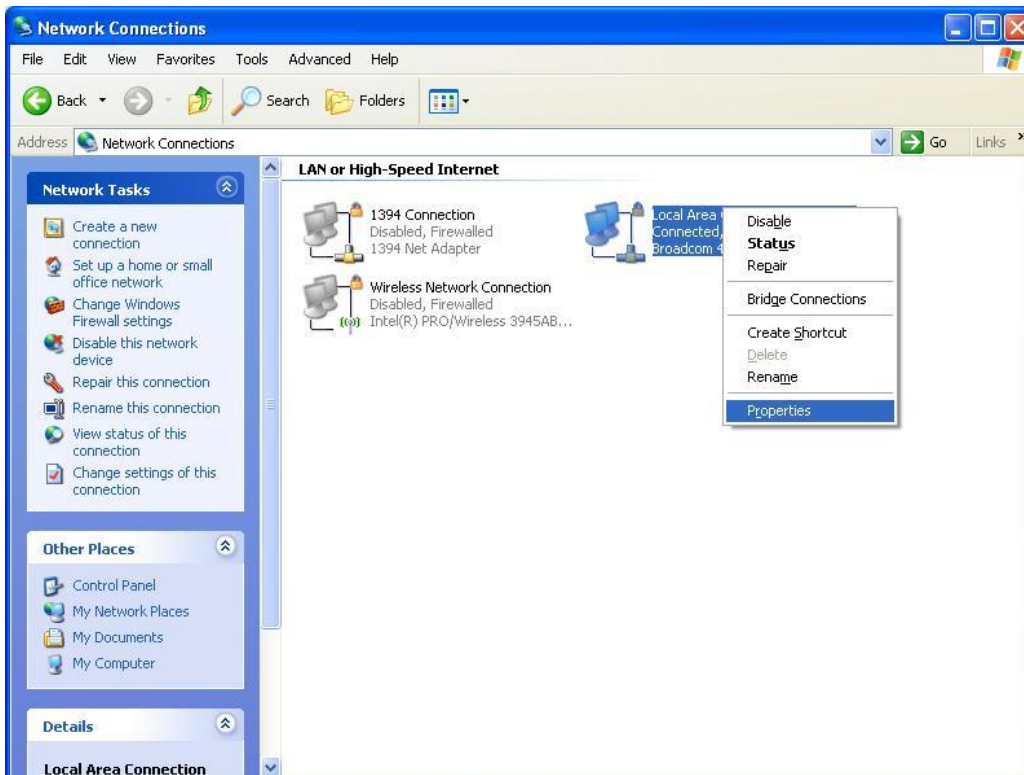 Network Connections
File Edit View Favorites Tools Advanced Help
Back Search Folders
Address Network Connections Go Links
Network Tasks
Create a new
connection
Set up a home or small
office network
Change Windows
Firewall settings
Disable this network
device
Repair this connection
Rename this connection
View status of this
connection
Change settings of this
connection
Other Places
Control Panel
My Network Places
My Documents
My Computer
Details
Local Area Connection
LAN or High-Speed Internet
1394 Connection
Disabled, Firewalled
1394 Net Adapter
Local Area
Connected,
Broadcom 4
Wireless Network Connection
Disabled, Firewalled
Intel(R) PRO/Wireless 3945AB...
Disable
Status
Repair
Bridge Connections
Create Shortcut
Delete
Rename
Properties